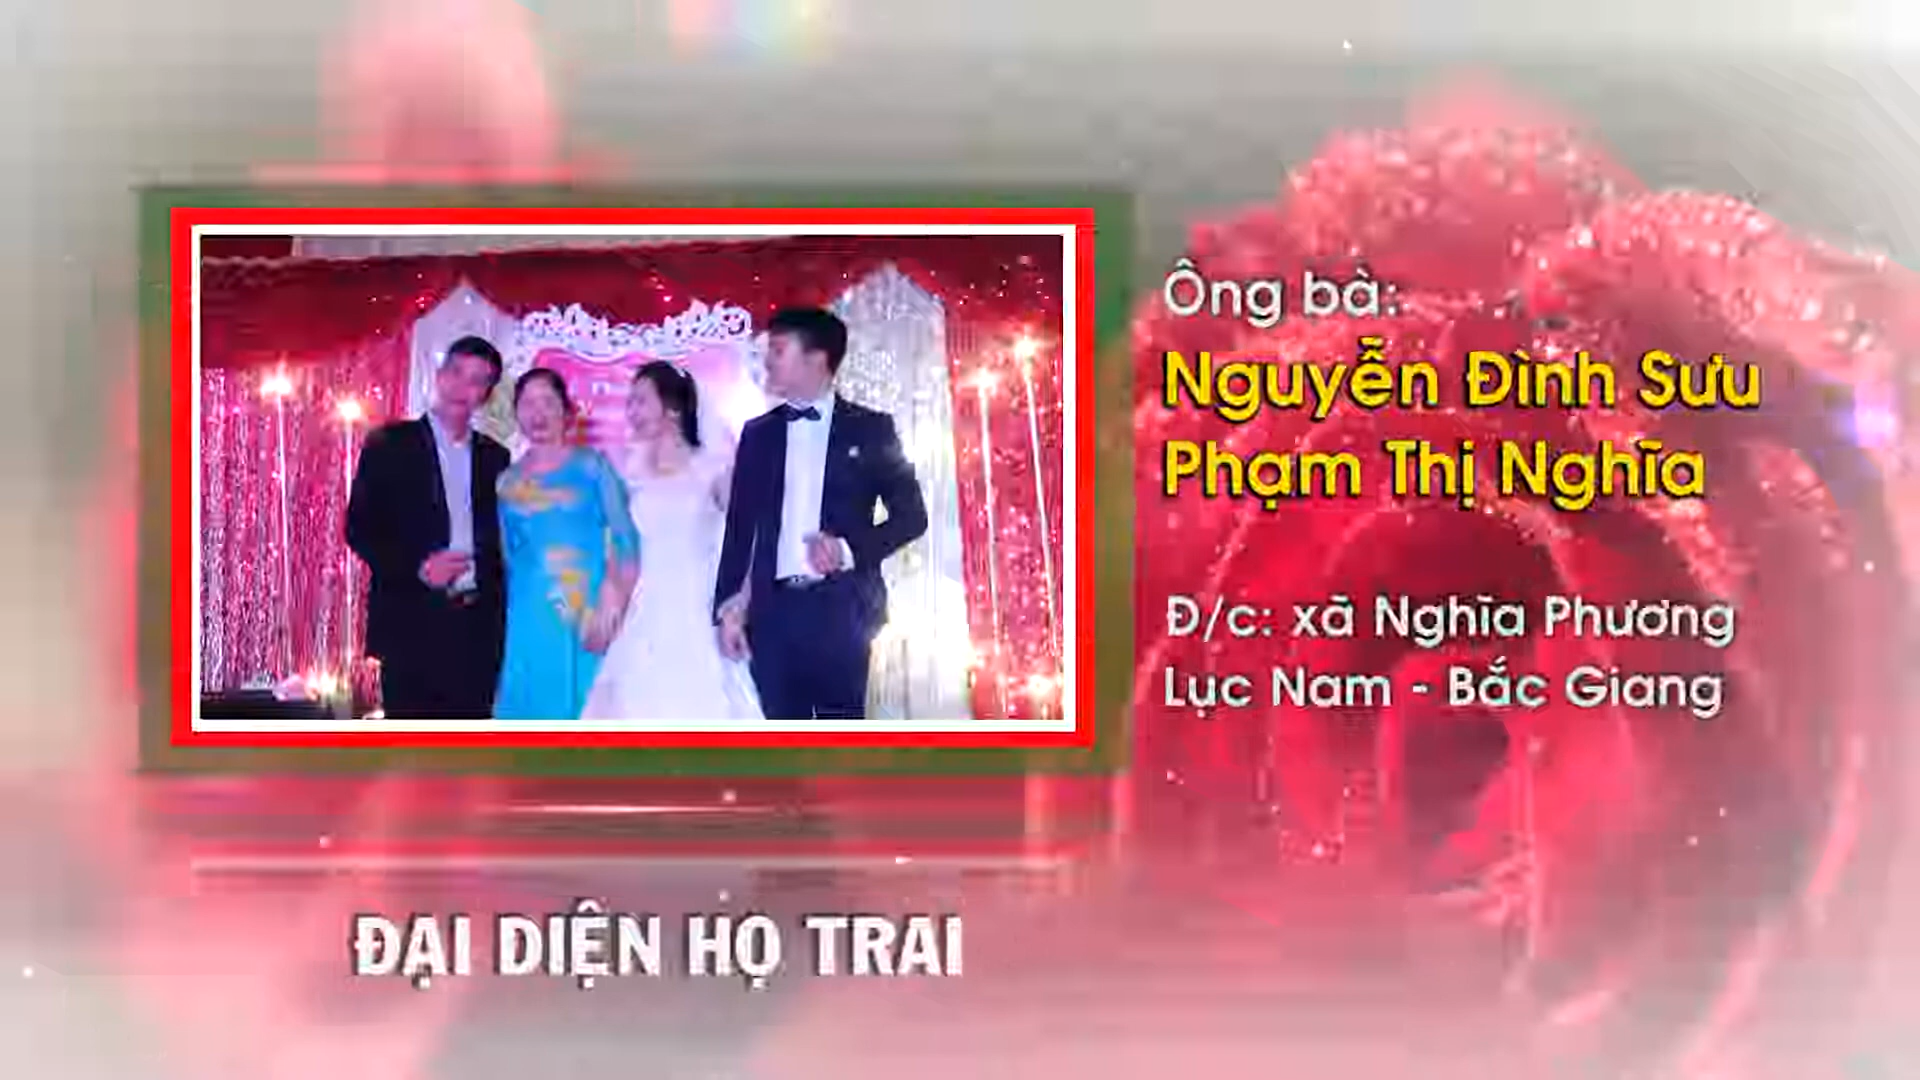 Ông bà:
Nguyễn Đình Sưu
Phạm Thị Nghĩa
Đ/c: xã Nghĩa Phương
Lục Nam - Bắc Giang
ĐẠI DIỆN HỌ TRAI